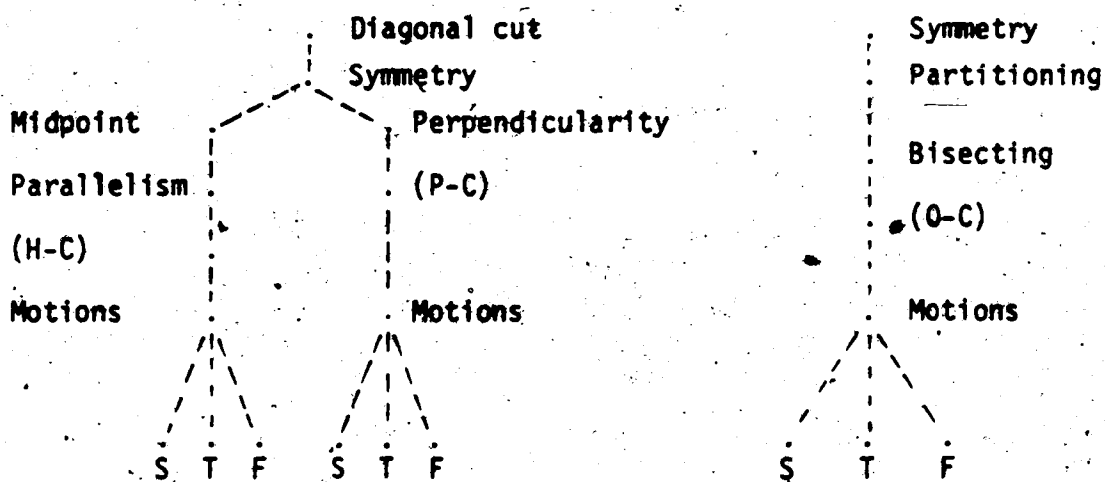 Diagonal cut
Symmetry
Midpoint
Perpendicularity
Parallelism
(P-C)
(H-C)
Motions
Motions
S T F
S T F
Symmetry
Partitioning
Bisecting
(O-C)
Motions
S T F